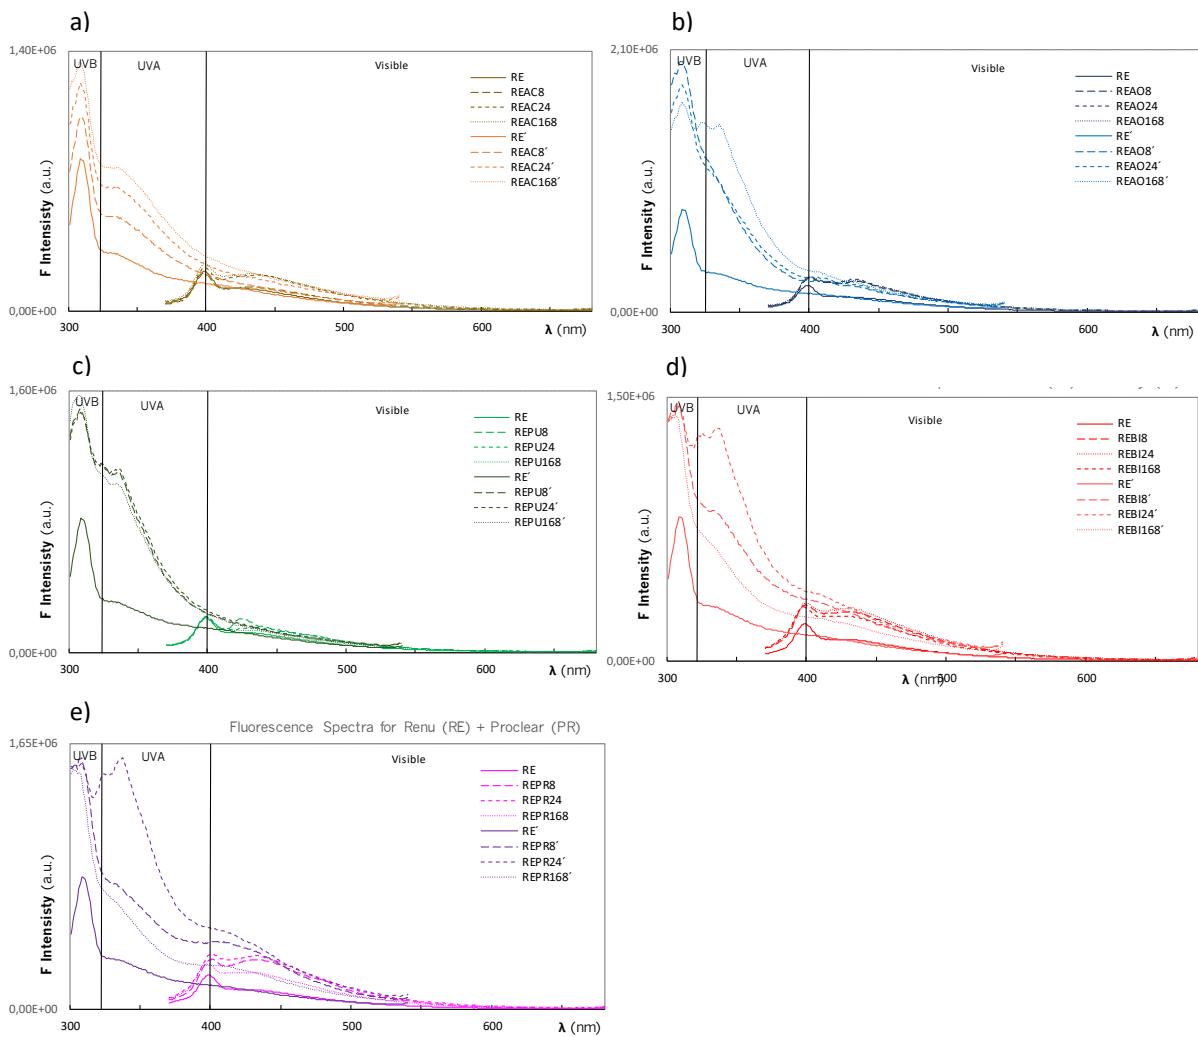 a)
1,40E+06
UVB
UVA
Visible
RE
REAC8
REAC24
REAC168
RE´
REAC8´
REAC24´
REAC168´
F Intensisty (a.u.)
0,00E+00
300
400
500
600
λ (nm)
b)
2,10E+06
UVB
UVA
Visible
RE
REAO8
REAO24
REAO168
RE´
REAO8´
REAO24´
REAO168´
F Intensisty (a.u.)
0,00E+00
300
400
500
600
λ (nm)
c)
1,60E+06
UVB
UVA
Visible
RE
REPU8
REPU24
REPU168
RE´
REPU8´
REPU24´
REPU168´
F Intensisty (a.u.)
0,00E+00
300
400
500
600
λ (nm)
d)
1,50E+06
UVB
UVA
Visible
RE
REBI8
REBI24
REBI168
RE´
REBI8´
REBI24´
REBI168´
F Intensisty (a.u.)
0,00E+00
300
400
500
600
λ (nm)
e)
Fluorescence Spectra for Renu (RE) + Proclear (PR)
1,65E+06
UVB
UVA
Visible
RE
REPR8
REPR24
REPR168
RE´
REPR8´
REPR24´
REPR168´
F Intensisty (a.u.)
0,00E+00
300
400
500
600
λ (nm)